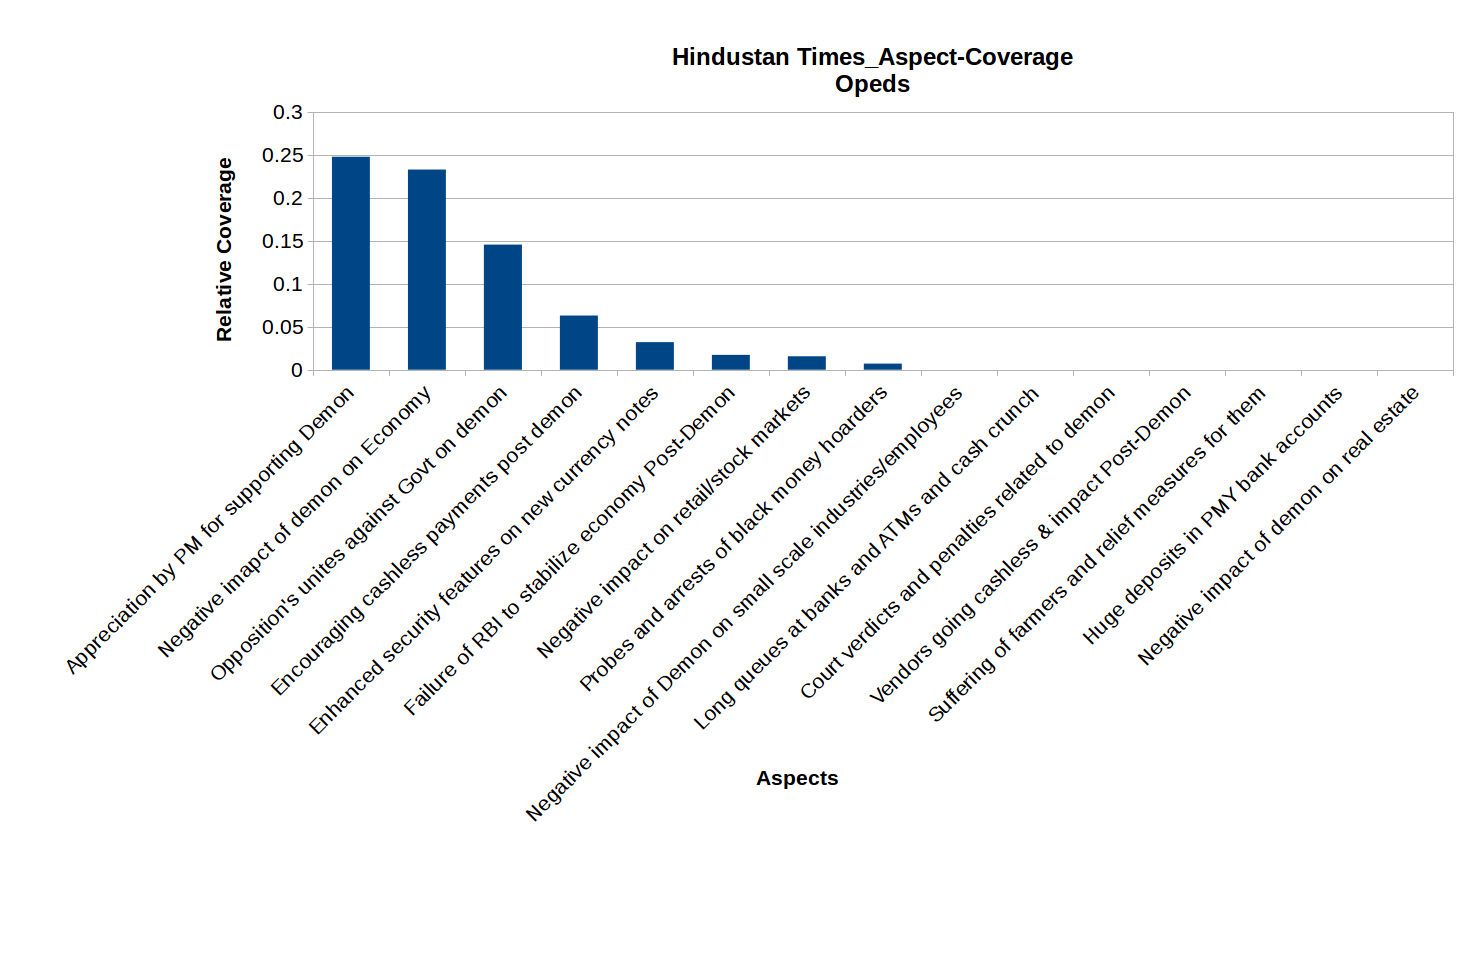 Hindustan Times_Aspect-Coverage
Opeds
Relative Coverage
0.3
0.25
0.2
0.15
0.1
0.05
0
Appreciation by PM for supporting Demon
Negative imapct of demon on Economy
Opposition's unites against Govt on demon
Encouraging cashless payments post demon
Enhanced security features on new currency notes
Failure of RBI to stabilize economy Post-Demon
Negative impact on retail/stock markets
Probes and arrests of black money hoarders
Negative impact of Demon on small scale industries/employees
Long queues at banks and ATMs and cash crunch
Court verdicts and penalties related to demon
Vendors going cashless & impact Post-Demon
Suffering of farmers and relief measures for them
Huge deposits in PMY bank accounts
Negative impact of demon on real estate
Aspects